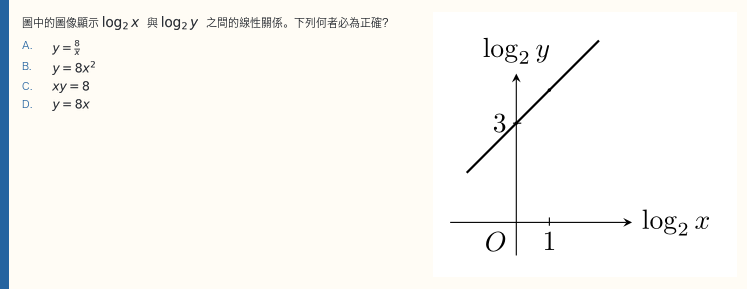 圖中的圖像顯示 log₂ x 與 log₂ y 之間的線性關係。下列何者必為正確?
A. y = 8/x
B. y = 8x²
C. xy = 8
D. y = 8x
log₂ y
3
log₂ x
O 1